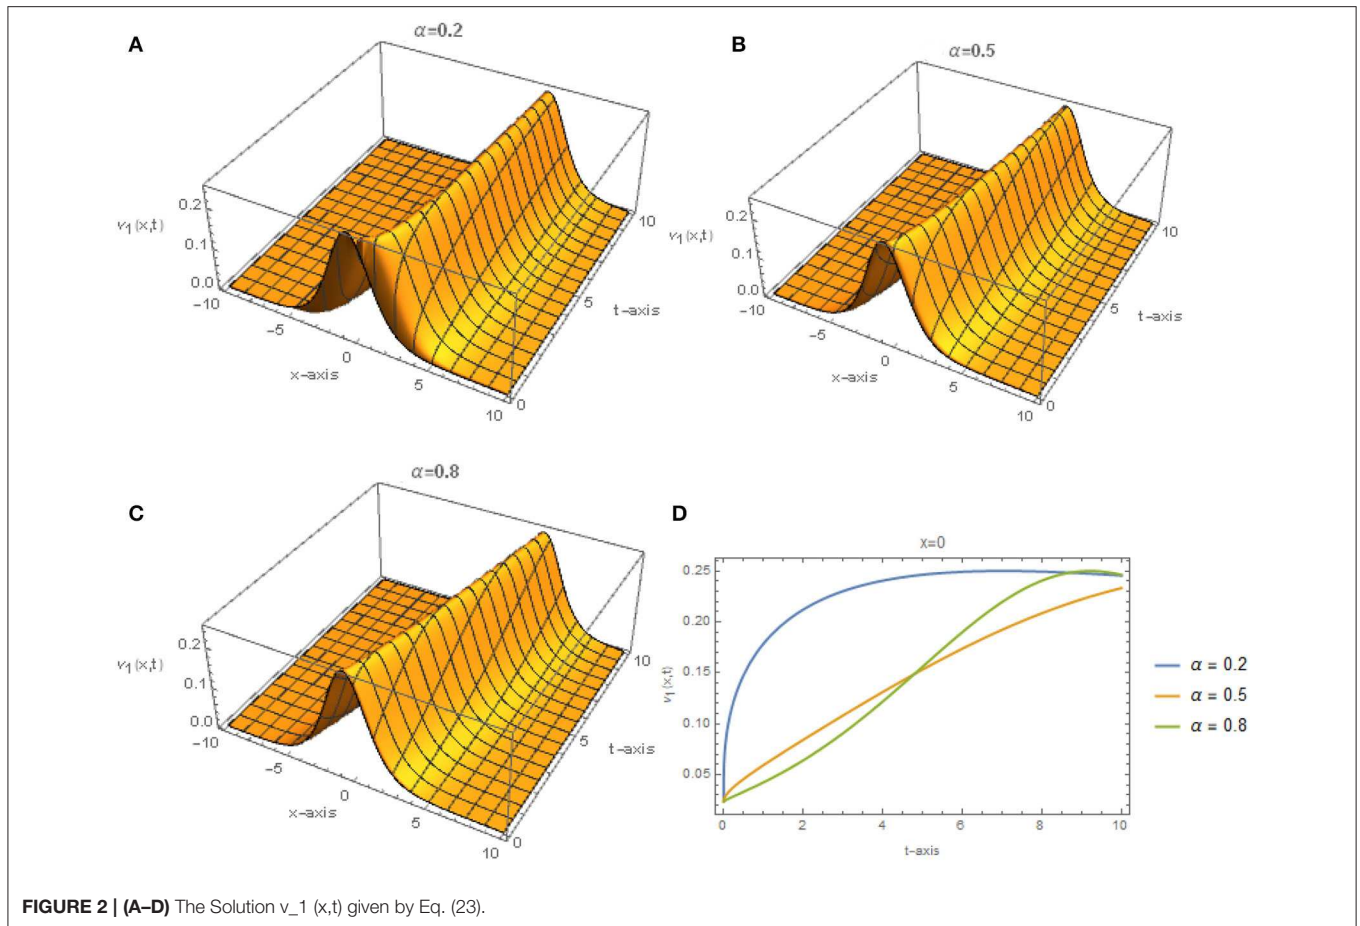 A
α=0.2
v1(x,t)
0.2
0.1
0.0
-10
-5
0
5
10
x-axis
0
5
10
t-axis
B
α=0.5
v1(x,t)
0.2
0.1
0.0
-10
-5
0
5
10
x-axis
0
5
10
t-axis
C
α=0.8
v1(x,t)
0.2
0.1
0.0
-10
-5
0
5
10
x-axis
0
5
10
t-axis
D
x=0
0.25
0.20
0.15
0.10
0.05
v1(x,t)
0 2 4 6 8 10
t-axis
α = 0.2
α = 0.5
α = 0.8
FIGURE 2 | (A–D) The Solution v_1 (x,t) given by Eq. (23).